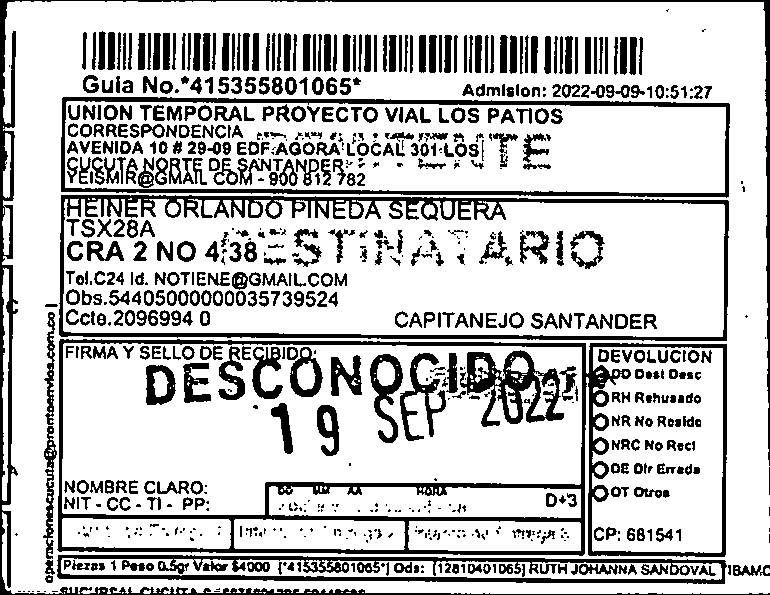 Guia No.*415355801065*
Admision: 2022-09-09-10:51:27
UNION TEMPORAL PROYECTO VIAL LOS PATIOS
CORRESPONDENCIA
AVENIDA 10 # 29-09 EDF AGORA LOCAL 301 LOS
CUCUTA NORTE DE SANTANDER
YEISMIR@GMAIL COM - 900 812 782
HEINER ORLANDO PINEDA SEQUERA
TSX28A
CRA 2 NO 4 38
DESTINATARIO
Tel.C24 Id. NOTIENE@GMAIL.COM
Obs.54405000000035739524
Ccto.2096994 0
CAPITANEJO SANTANDER
FIRMA Y SELLO DE RECIBIDO:
DESCONOCIDO
19 SEP 2022
DEVOLUCION
DD Dest Desc
RH Rehusado
NR No Reside
NRC No Recl
DE Dir Errada
OT Otros
NOMBRE CLARO:
NIT - CC - TI - PP:
DD MM AA HORA
D+3
CP: 681541
operacionescucuta@prontoenvios.com.co
Piezas 1 Peso 0.5gr Valor $4000 [*415355801065*] Ods: [12810401065] RUTH JOHANNA SANDOVAL TIBAMO
SUCURSAL CUCUTA